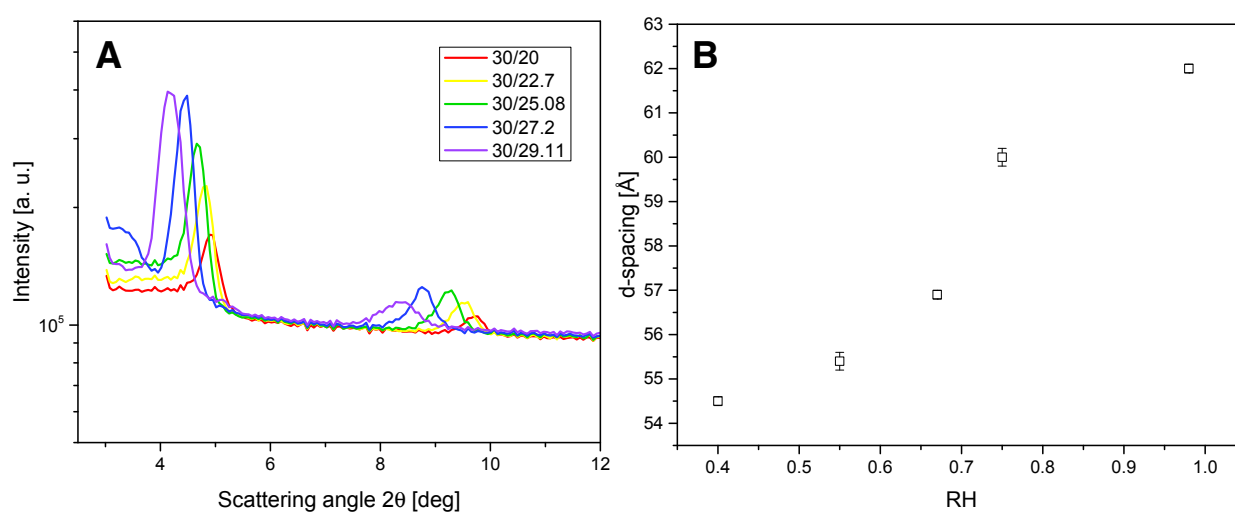 A
30/20
30/22.7
30/25.08
30/27.2
30/29.11
Intensity [a. u.]
10⁵
4 6 8 10 12
Scattering angle 2θ [deg]
B
63
62
61
60
59
58
57
56
55
54
d-spacing [Å]
0.4 0.5 0.6 0.7 0.8 0.9 1.0
RH